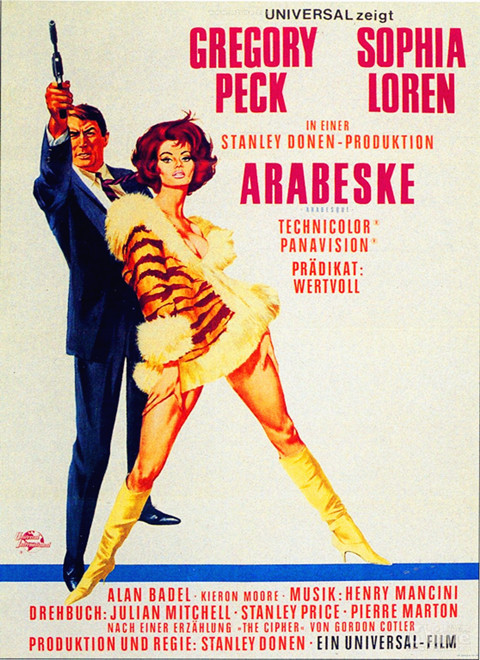 UNIVERSAL zeigt
GREGORY PECK
SOPHIA LOREN
IN EINER
STANLEY DONEN-PRODUKTION
ARABESKE
ARABESQUE
TECHNICOLOR®
PANAVISION®
PRÄDIKAT:
WERTVOLL
ALAN BADEL · KIERON MOORE · MUSIK: HENRY MANCINI
DREHBUCH: JULIAN MITCHELL · STANLEY PRICE · PIERRE MARTON
NACH EINER ERZÄHLUNG »THE CIPHER« VON GORDON COTLER
PRODUKTION UND REGIE: STANLEY DONEN · EIN UNIVERSAL-FILM